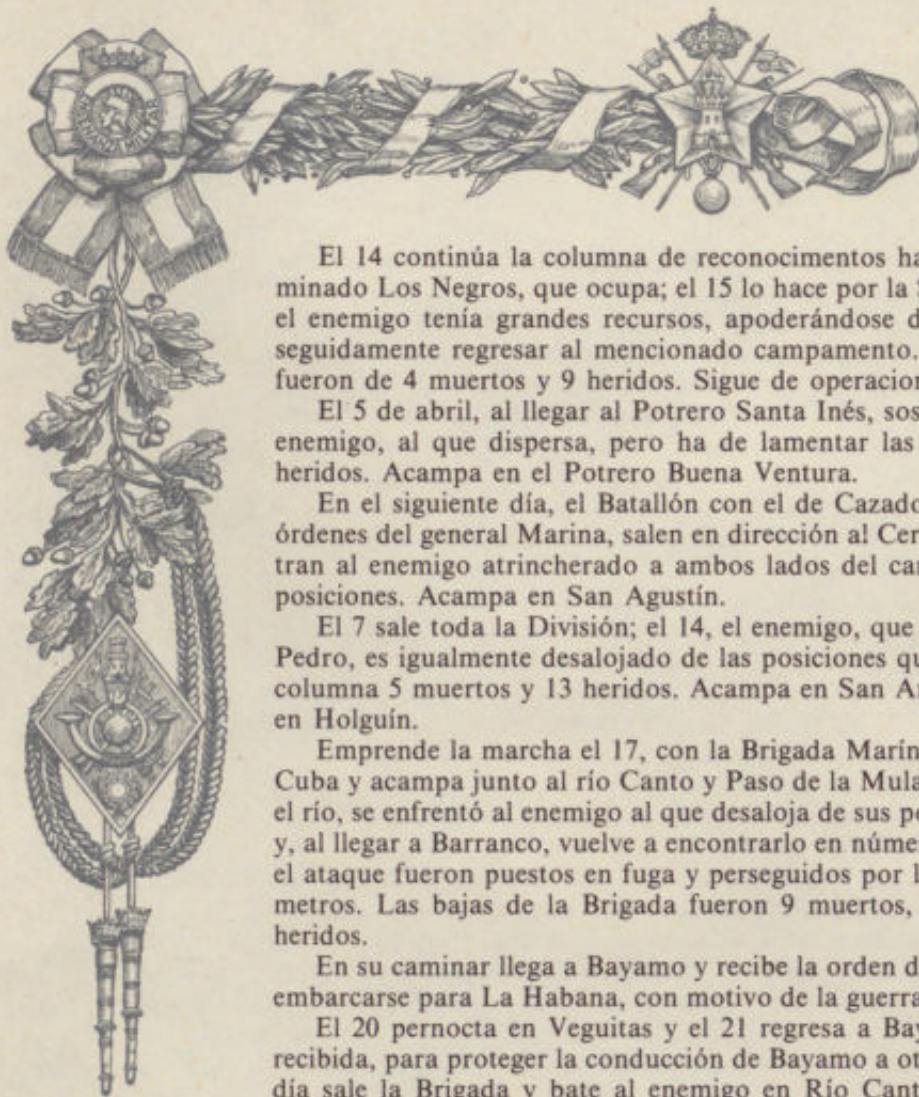 El 14 continúa la columna de reconocimentos ha
minado Los Negros, que ocupa; el 15 lo hace por la
el enemigo tenía grandes recursos, apoderándose d
seguidamente regresar al mencionado campamento.
fueron de 4 muertos y 9 heridos. Sigue de operacion
El 5 de abril, al llegar al Potrero Santa Inés, sos
enemigo, al que dispersa, pero ha de lamentar las
heridos. Acampa en el Potrero Buena Ventura.
En el siguiente día, el Batallón con el de Cazado
órdenes del general Marina, salen en dirección al Cer
tran al enemigo atrincherado a ambos lados del car
posiciones. Acampa en San Agustín.
El 7 sale toda la División; el 14, el enemigo, que
Pedro, es igualmente desalojado de las posiciones qu
columna 5 muertos y 13 heridos. Acampa en San A
en Holguín.
Emprende la marcha el 17, con la Brigada Marín
Cuba y acampa junto al río Canto y Paso de la Mula
el río, se enfrentó al enemigo al que desaloja de sus p
y, al llegar a Barranco, vuelve a encontrarlo en núme
el ataque fueron puestos en fuga y perseguidos por l
metros. Las bajas de la Brigada fueron 9 muertos,
heridos.
En su caminar llega a Bayamo y recibe la orden d
embarcarse para La Habana, con motivo de la guerra
El 20 pernocta en Veguitas y el 21 regresa a Bay
recibida, para proteger la conducción de Bayamo a ot
día sale la Brigada y bate al enemigo en Río Cant